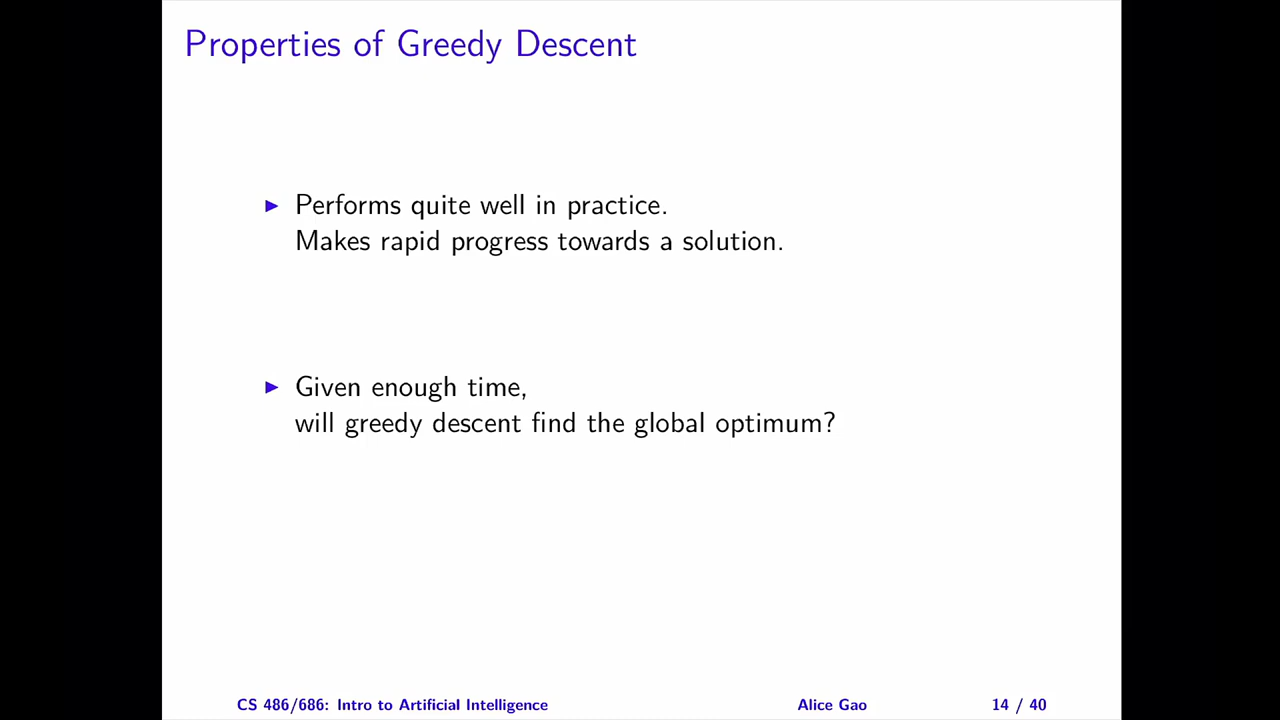 Properties of Greedy Descent
▶ Performs quite well in practice.
Makes rapid progress towards a solution.
▶ Given enough time,
will greedy descent find the global optimum?
CS 486/686: Intro to Artificial Intelligence Alice Gao 14 / 40